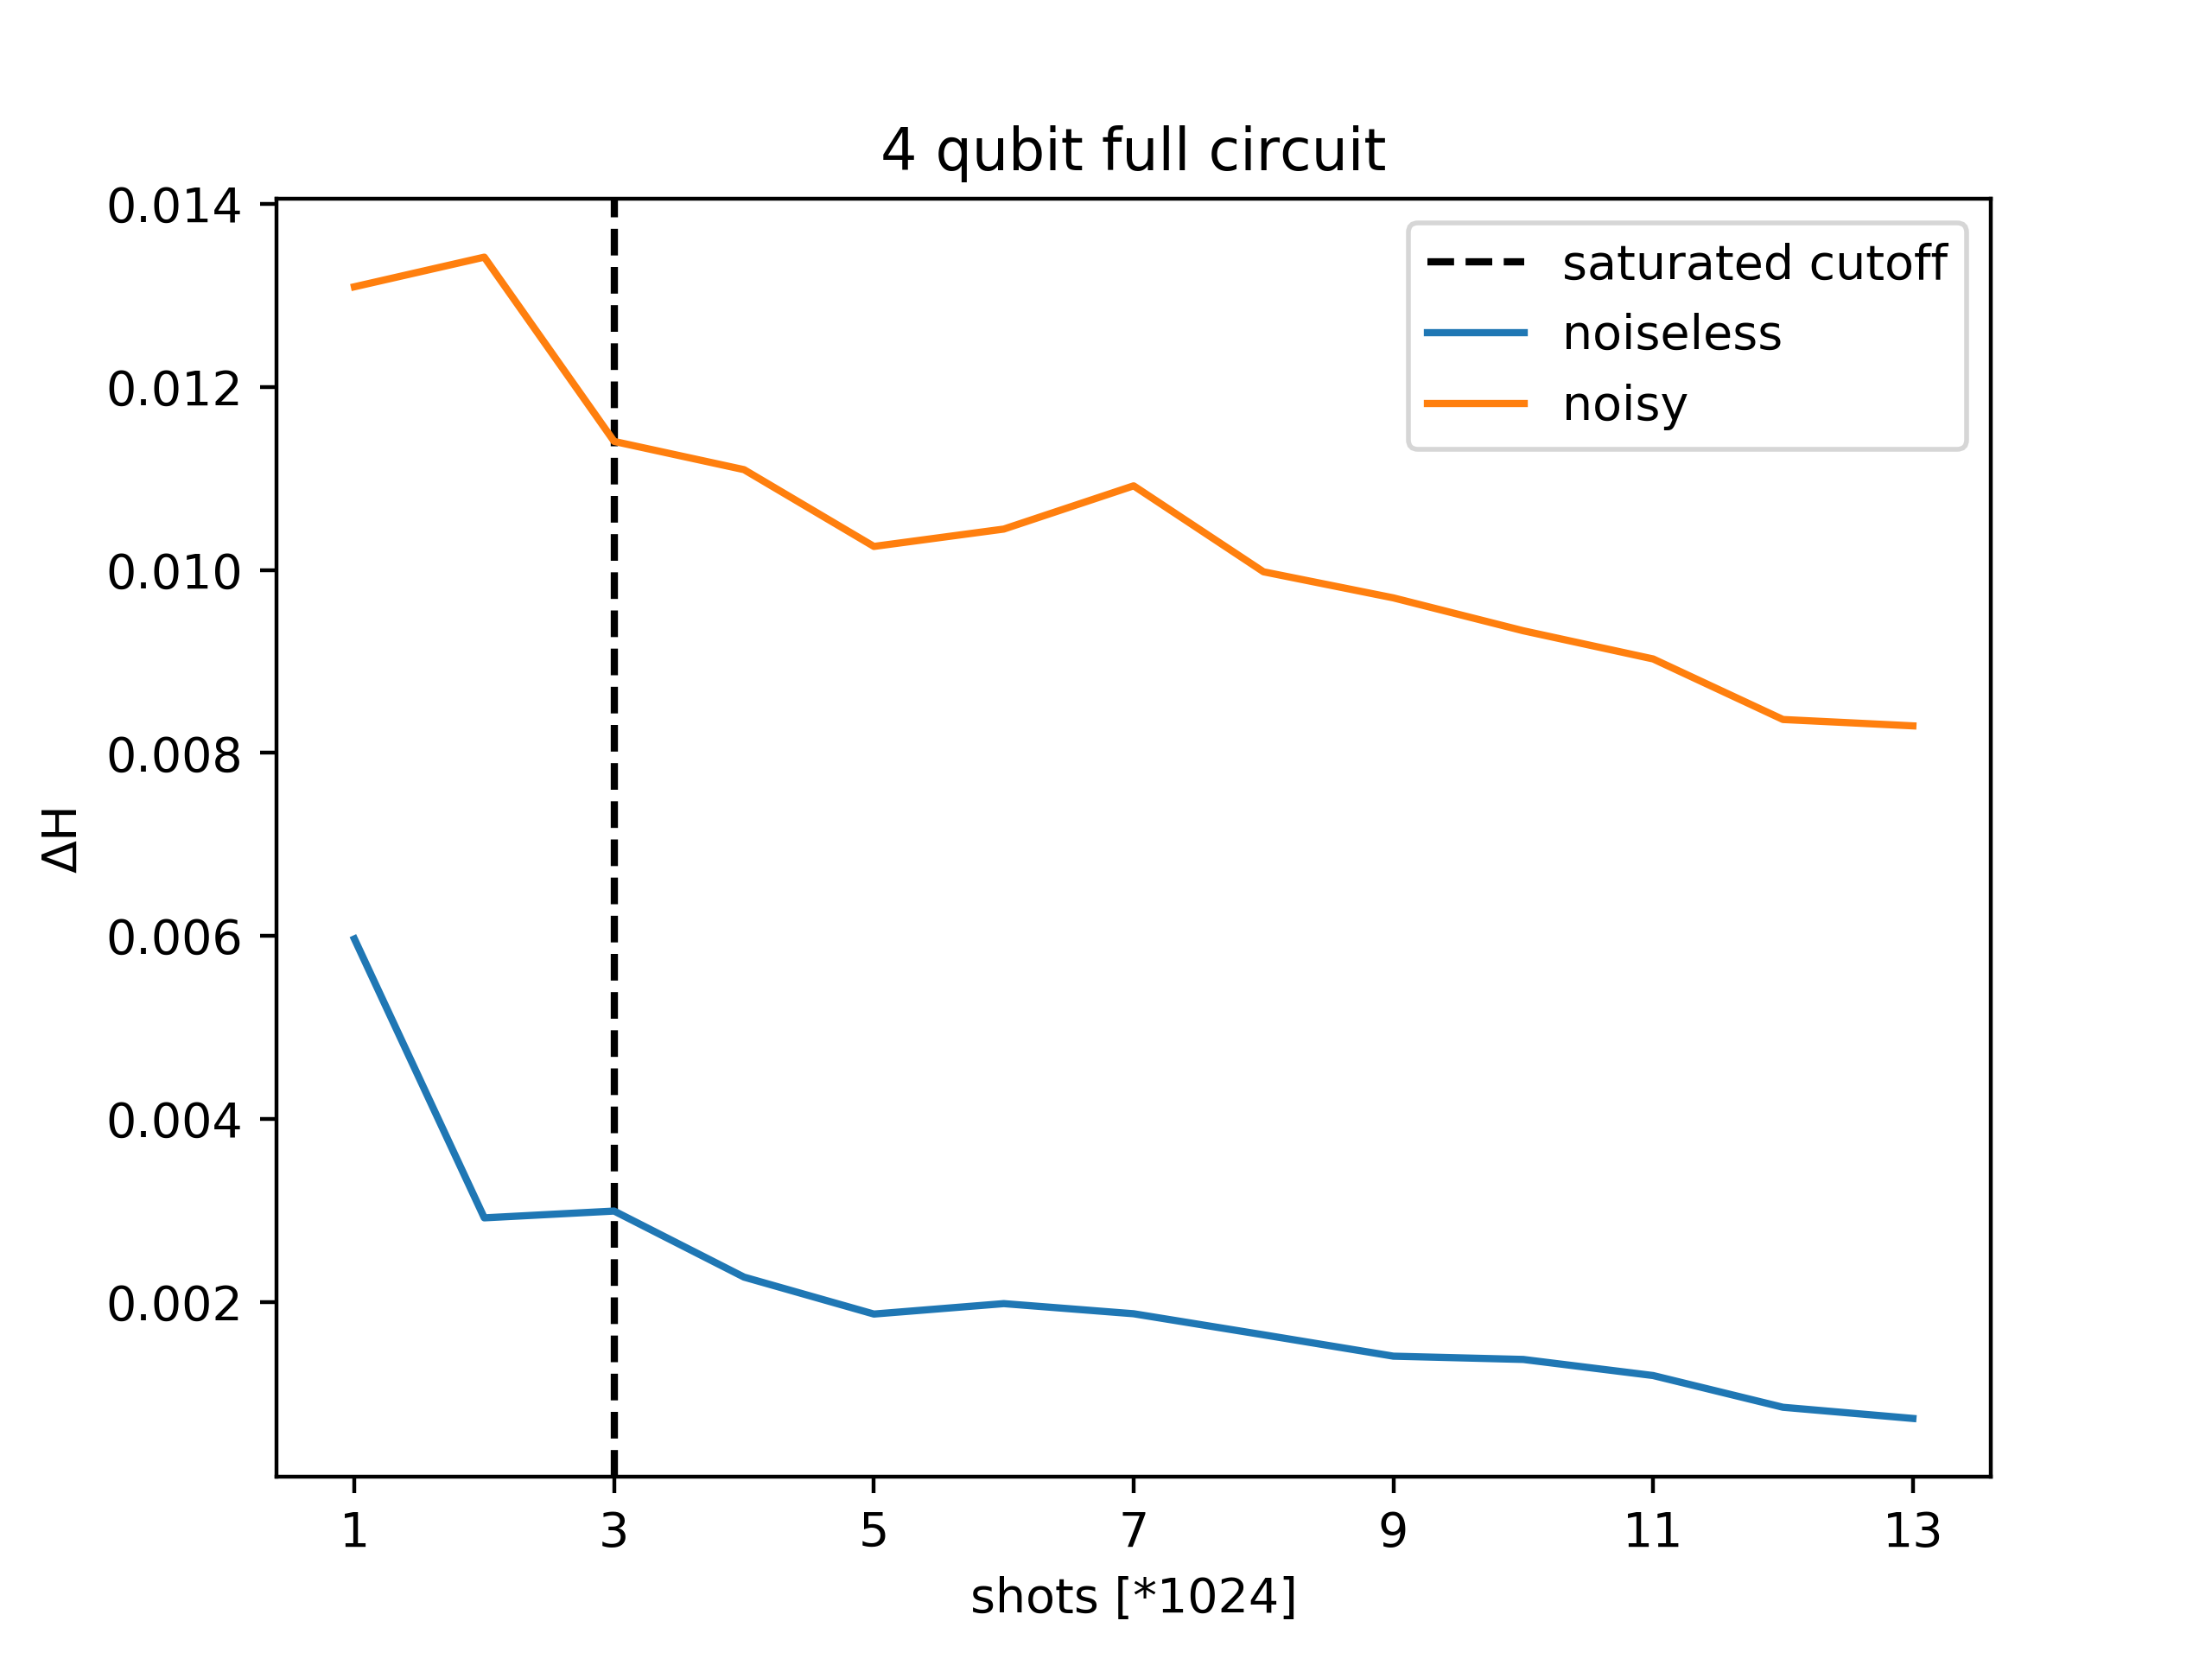 4 qubit full circuit
saturated cutoff
noiseless
noisy
0.014
0.012
0.010
0.008
0.006
0.004
0.002
ΔH
1 3 5 7 9 11 13
shots [*1024]